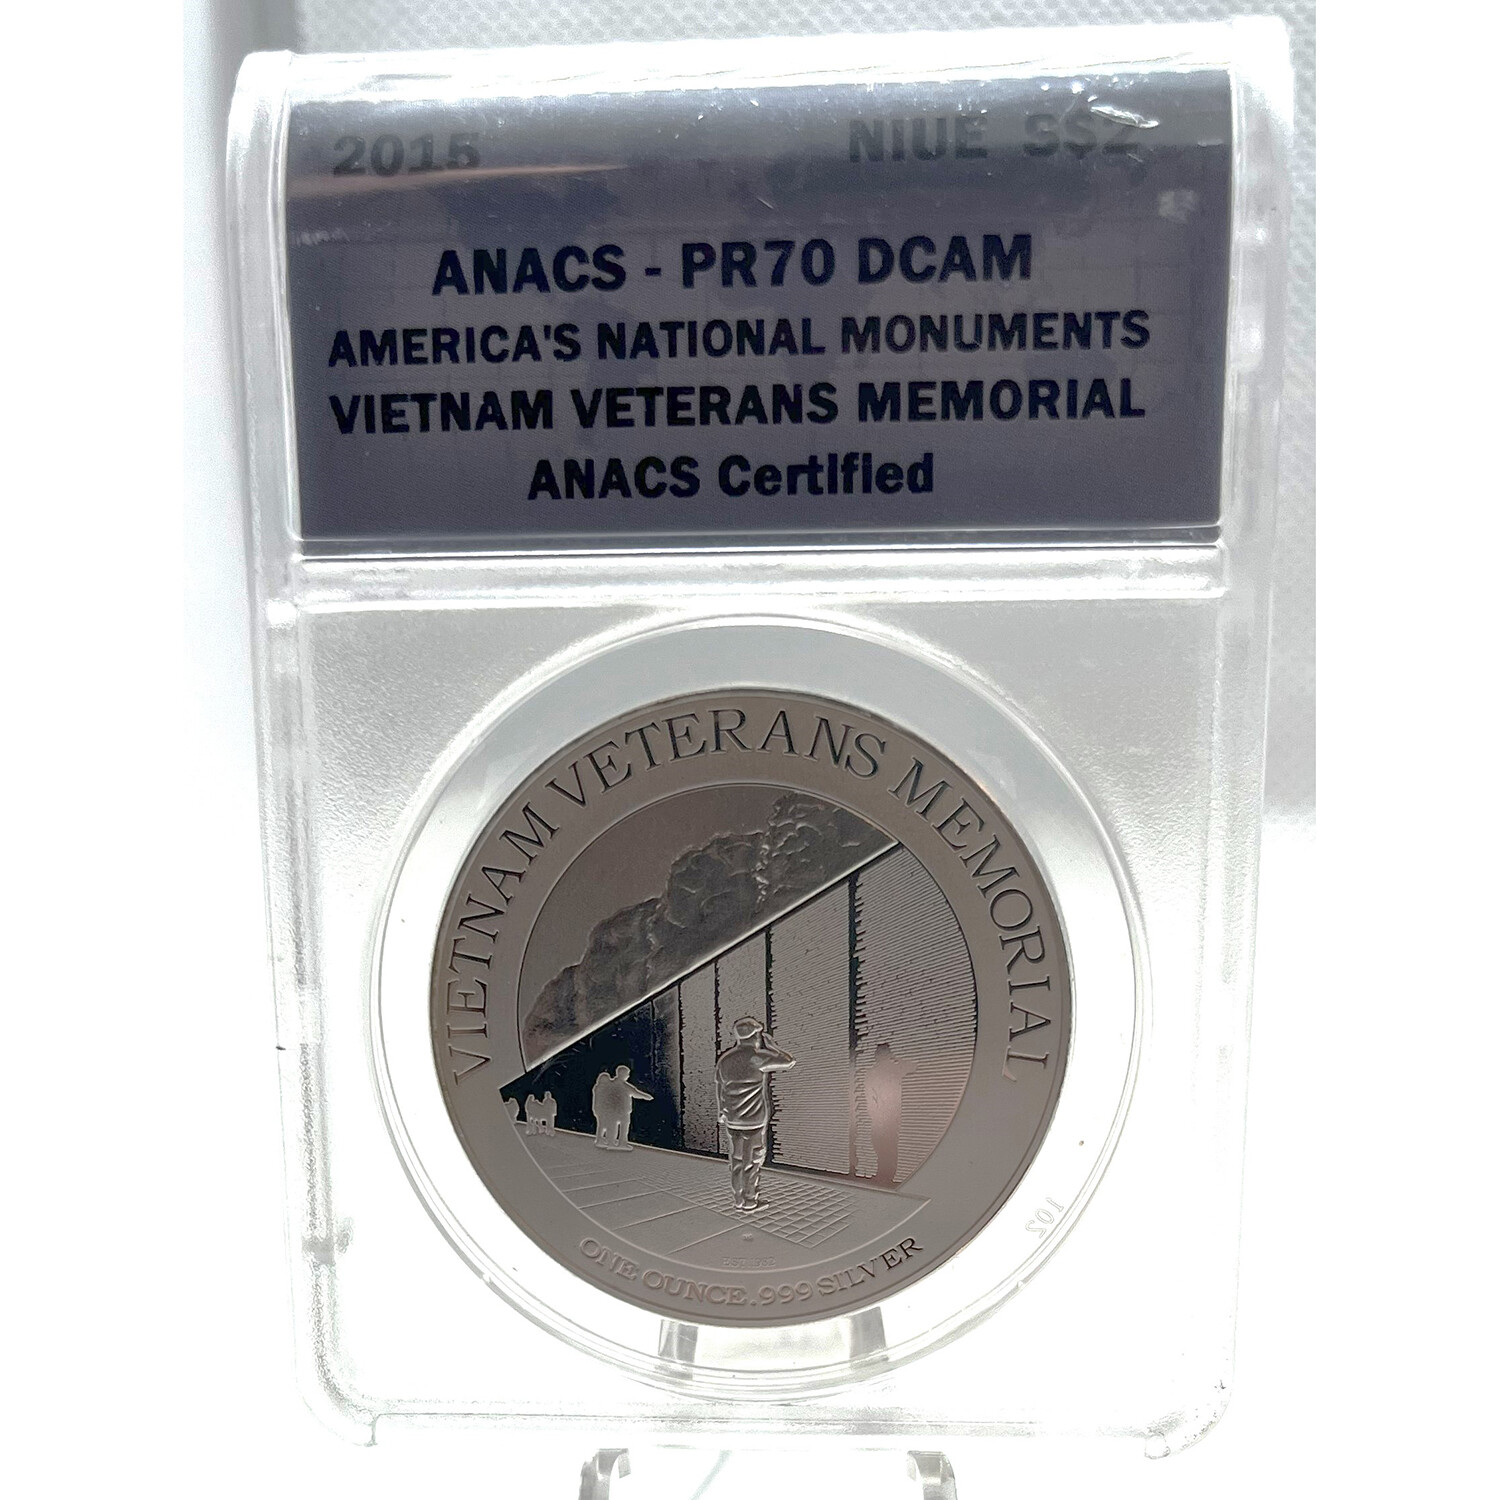 2015 NIUE S$2
ANACS - PR70 DCAM
AMERICA'S NATIONAL MONUMENTS
VIETNAM VETERANS MEMORIAL
ANACS Certified
VIETNAM VETERANS MEMORIAL
ONE OUNCE .999 SILVER
102